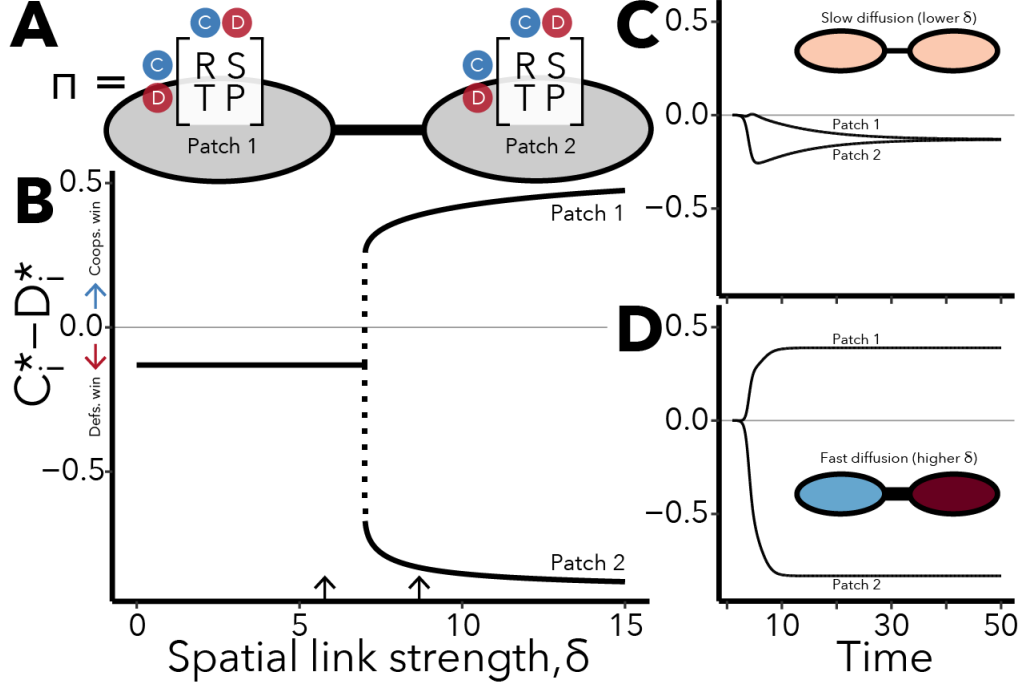 A
C D C D
π =
C R S C R S
D T P D T P
Patch 1 Patch 2
B
0.5
0.0
−0.5
C*i−D*i
Coops. win
Defs. win
Patch 1
Patch 2
0 5 10 15
Spatial link strength,δ
C
0.5
0.0
−0.5
Slow diffusion (lower δ)
Patch 1
Patch 2
D
0.5
0.0
−0.5
Patch 1
Fast diffusion (higher δ)
Patch 2
10 30 50
Time